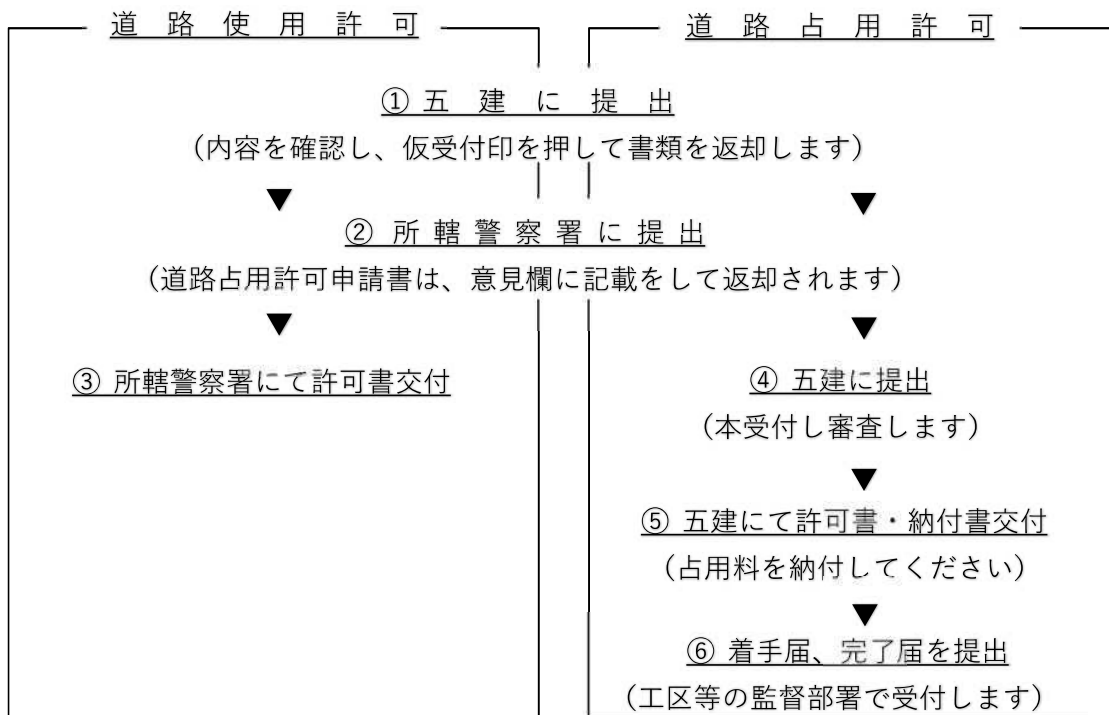 道路使用許可
道路占用許可
① 五建に提出
（内容を確認し、仮受付印を押して書類を返却します）
▼
▼
② 所轄警察署に提出
（道路占用許可申請書は、意見欄に記載をして返却されます）
▼
▼
③ 所轄警察署にて許可書交付
④ 五建に提出
（本受付し審査します）
▼
⑤ 五建にて許可書・納付書交付
（占用料を納付してください）
▼
⑥ 着手届、完了届を提出
（工区等の監督部署で受付します）